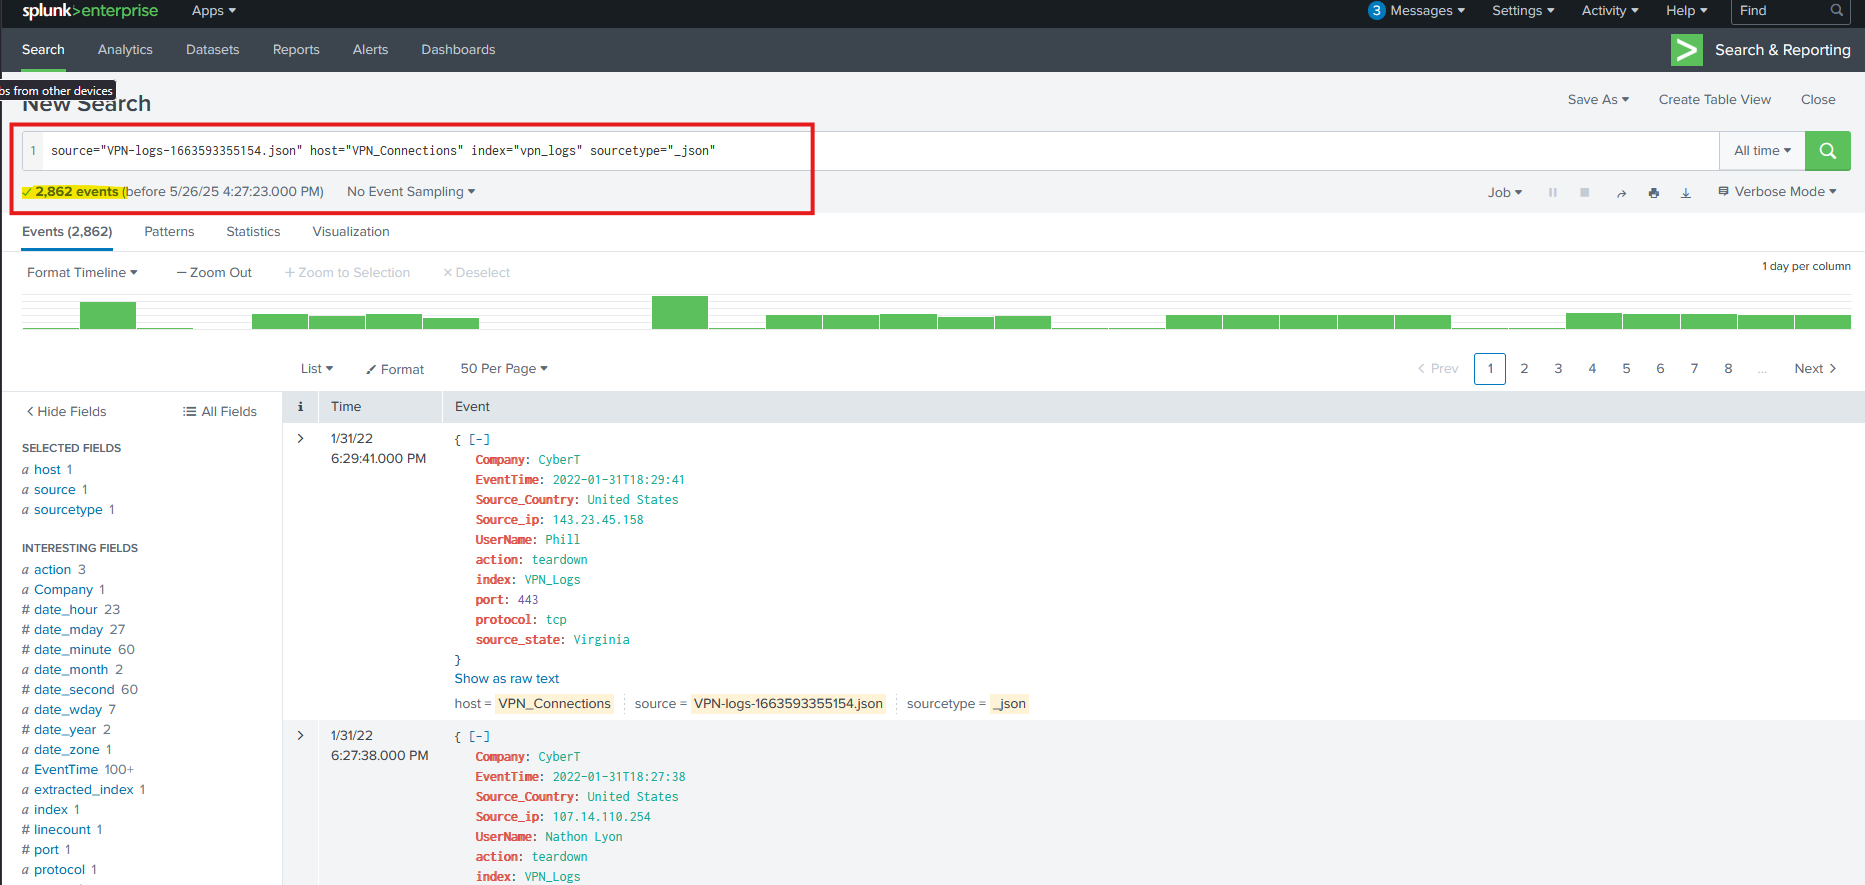 splunk>enterprise Apps 3 Messages Settings Activity Help Find
Search Analytics Datasets Reports Alerts Dashboards Search & Reporting
bs from other devices
New Search Save As Create Table View Close
1 source="VPN-logs-1663593355154.json" host="VPN_Connections" index="vpn_logs" sourcetype="_json" All time
2,862 events (before 5/26/25 4:27:23.000 PM) No Event Sampling Job Verbose Mode
Events (2,862) Patterns Statistics Visualization
Format Timeline — Zoom Out + Zoom to Selection × Deselect 1 day per column
List Format 50 Per Page < Prev 1 2 3 4 5 6 7 8 ... Next >
< Hide Fields All Fields i Time Event
SELECTED FIELDS
a host 1
a source 1
a sourcetype 1
INTERESTING FIELDS
a action 3
a Company 1
# date_hour 23
# date_mday 27
# date_minute 60
a date_month 2
# date_second 60
a date_wday 7
# date_year 2
a date_zone 1
a EventTime 100+
a extracted_index 1
a index 1
# linecount 1
# port 1
a protocol 1
> 1/31/22
6:29:41.000 PM
{ [-]
Company: CyberT
EventTime: 2022-01-31T18:29:41
Source_Country: United States
Source_ip: 143.23.45.158
UserName: Phill
action: teardown
index: VPN_Logs
port: 443
protocol: tcp
source_state: Virginia
}
Show as raw text
host = VPN_Connections source = VPN-logs-1663593355154.json sourcetype = _json
> 1/31/22
6:27:38.000 PM
{ [-]
Company: CyberT
EventTime: 2022-01-31T18:27:38
Source_Country: United States
Source_ip: 107.14.110.254
UserName: Nathon Lyon
action: teardown
index: VPN_Logs